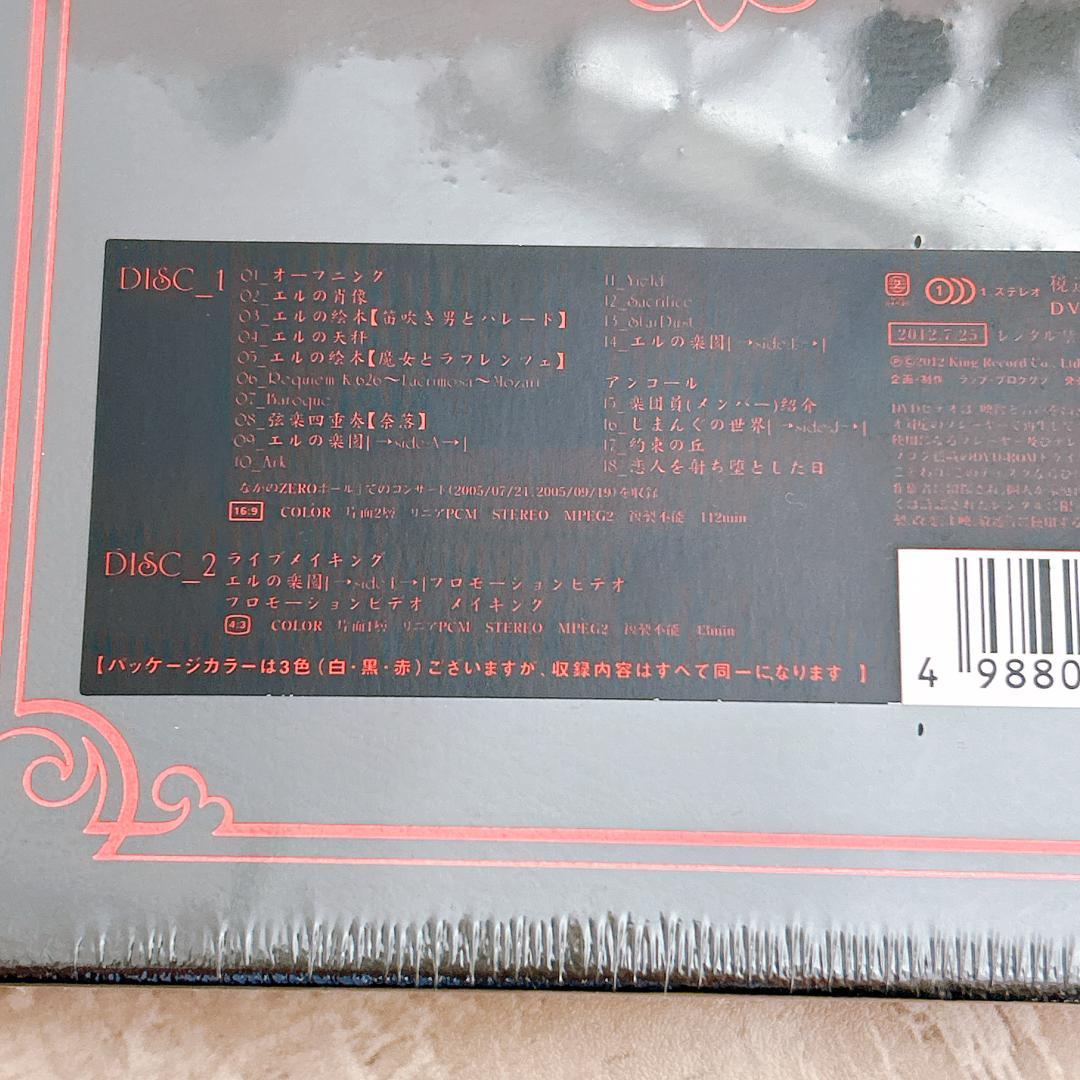 DISC_1
01_オープニング
02_エルの肖像
03_エルの絵本【笛吹き男とパレード】
04_エルの天秤
05_エルの絵本【魔女とラフレンツェ】
06_Requiem K.626〜Lacrimosa〜Mozart
07_Baroque
08_弦楽四重奏【奈落】
09_エルの楽園[→side:A→]
10_Ark
11_Yield
12_Sacrifice
13_StarDust
14_エルの楽園[→side:E→]
アンコール
15_楽団員(メンバー)紹介
16_じまんぐの世界[→side:J→]
17_約束の丘
18_恋人を射ち堕とした日
なかのZEROホールでのコンサート(2005/07/24,2005/09/19)を収録
16:9 COLOR 片面2層 リニアPCM STEREO MPEG2 複製不能 112min
DISC_2
ライブメイキング
エルの楽園[→side:E→]プロモーションビデオ
プロモーションビデオ メイキング
4:3 COLOR 片面1層 リニアPCM STEREO MPEG2 複製不能 43min
【パッケージカラーは3色(白・黒・赤)ございますが、収録内容はすべて同一になります】
2
1 1.ステレオ
DV
2012.7.25 レンタル禁
ⓅⒸ2012 King Record Co., Ltd
企画・制作
4 9880